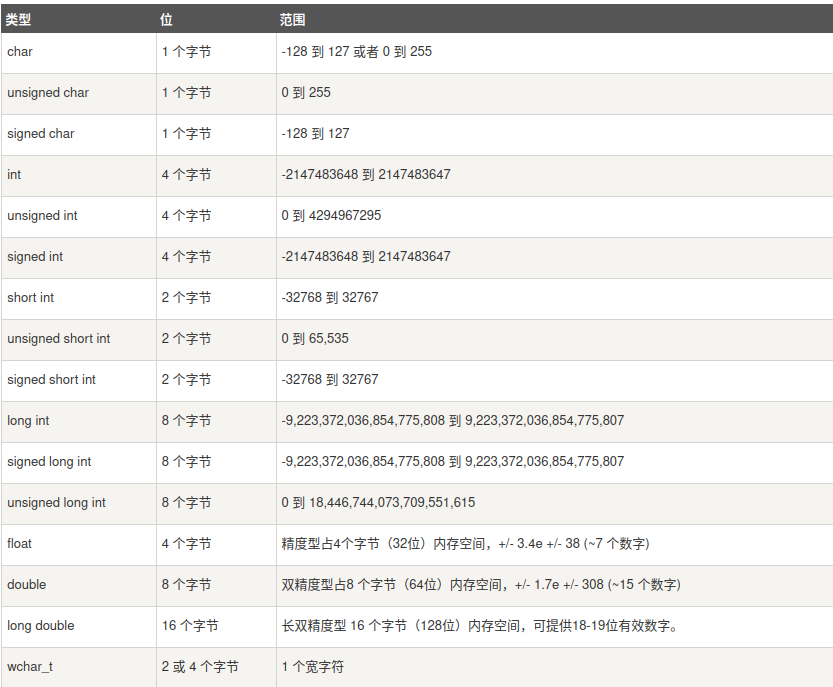 类型 位 范围
char 1 个字节 -128 到 127 或者 0 到 255
unsigned char 1 个字节 0 到 255
signed char 1 个字节 -128 到 127
int 4 个字节 -2147483648 到 2147483647
unsigned int 4 个字节 0 到 4294967295
signed int 4 个字节 -2147483648 到 2147483647
short int 2 个字节 -32768 到 32767
unsigned short int 2 个字节 0 到 65,535
signed short int 2 个字节 -32768 到 32767
long int 8 个字节 -9,223,372,036,854,775,808 到 9,223,372,036,854,775,807
signed long int 8 个字节 -9,223,372,036,854,775,808 到 9,223,372,036,854,775,807
unsigned long int 8 个字节 0 到 18,446,744,073,709,551,615
float 4 个字节 精度型占4个字节（32位）内存空间，+/- 3.4e +/- 38 (~7 个数字)
double 8 个字节 双精度型占8 个字节（64位）内存空间，+/- 1.7e +/- 308 (~15 个数字)
long double 16 个字节 长双精度型 16 个字节（128位）内存空间，可提供18-19位有效数字。
wchar_t 2 或 4 个字节 1 个宽字符